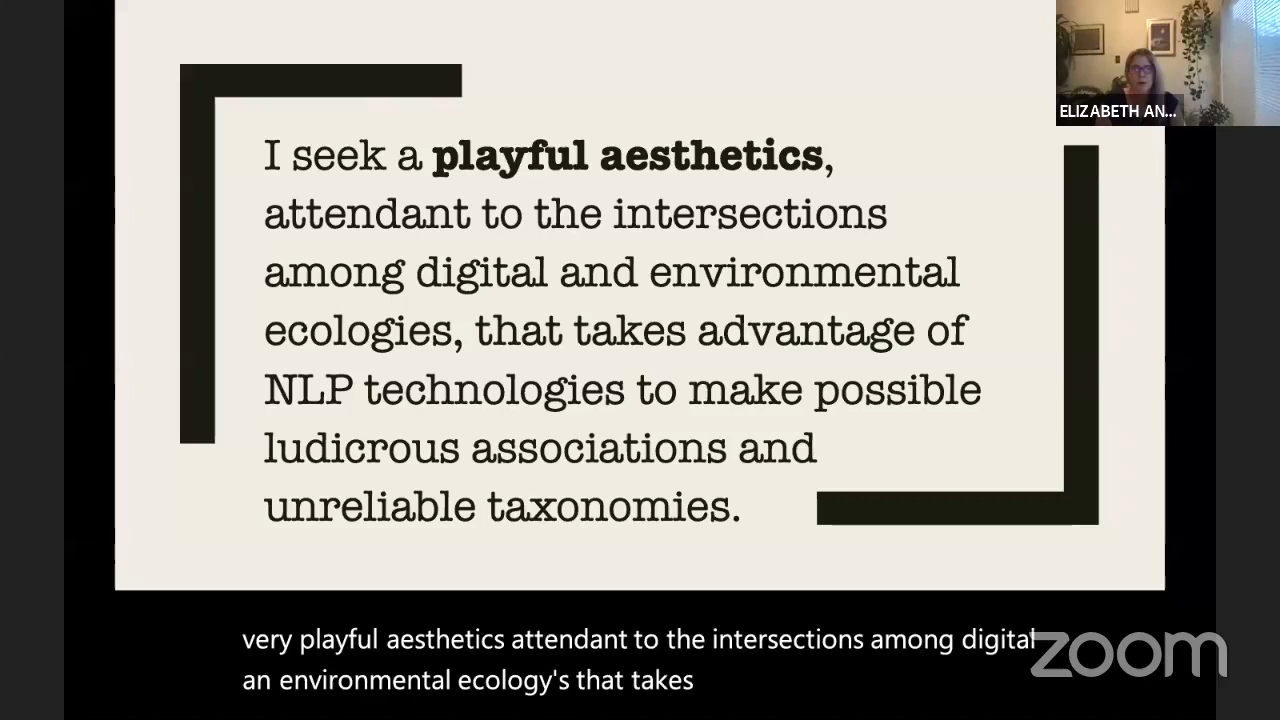 ELIZABETH AN...
I seek a playful aesthetics,
attendant to the intersections
among digital and environmental
ecologies, that takes advantage of
NLP technologies to make possible
ludicrous associations and
unreliable taxonomies.
very playful aesthetics attendant to the intersections among digital
an environmental ecology's that takes
zoom